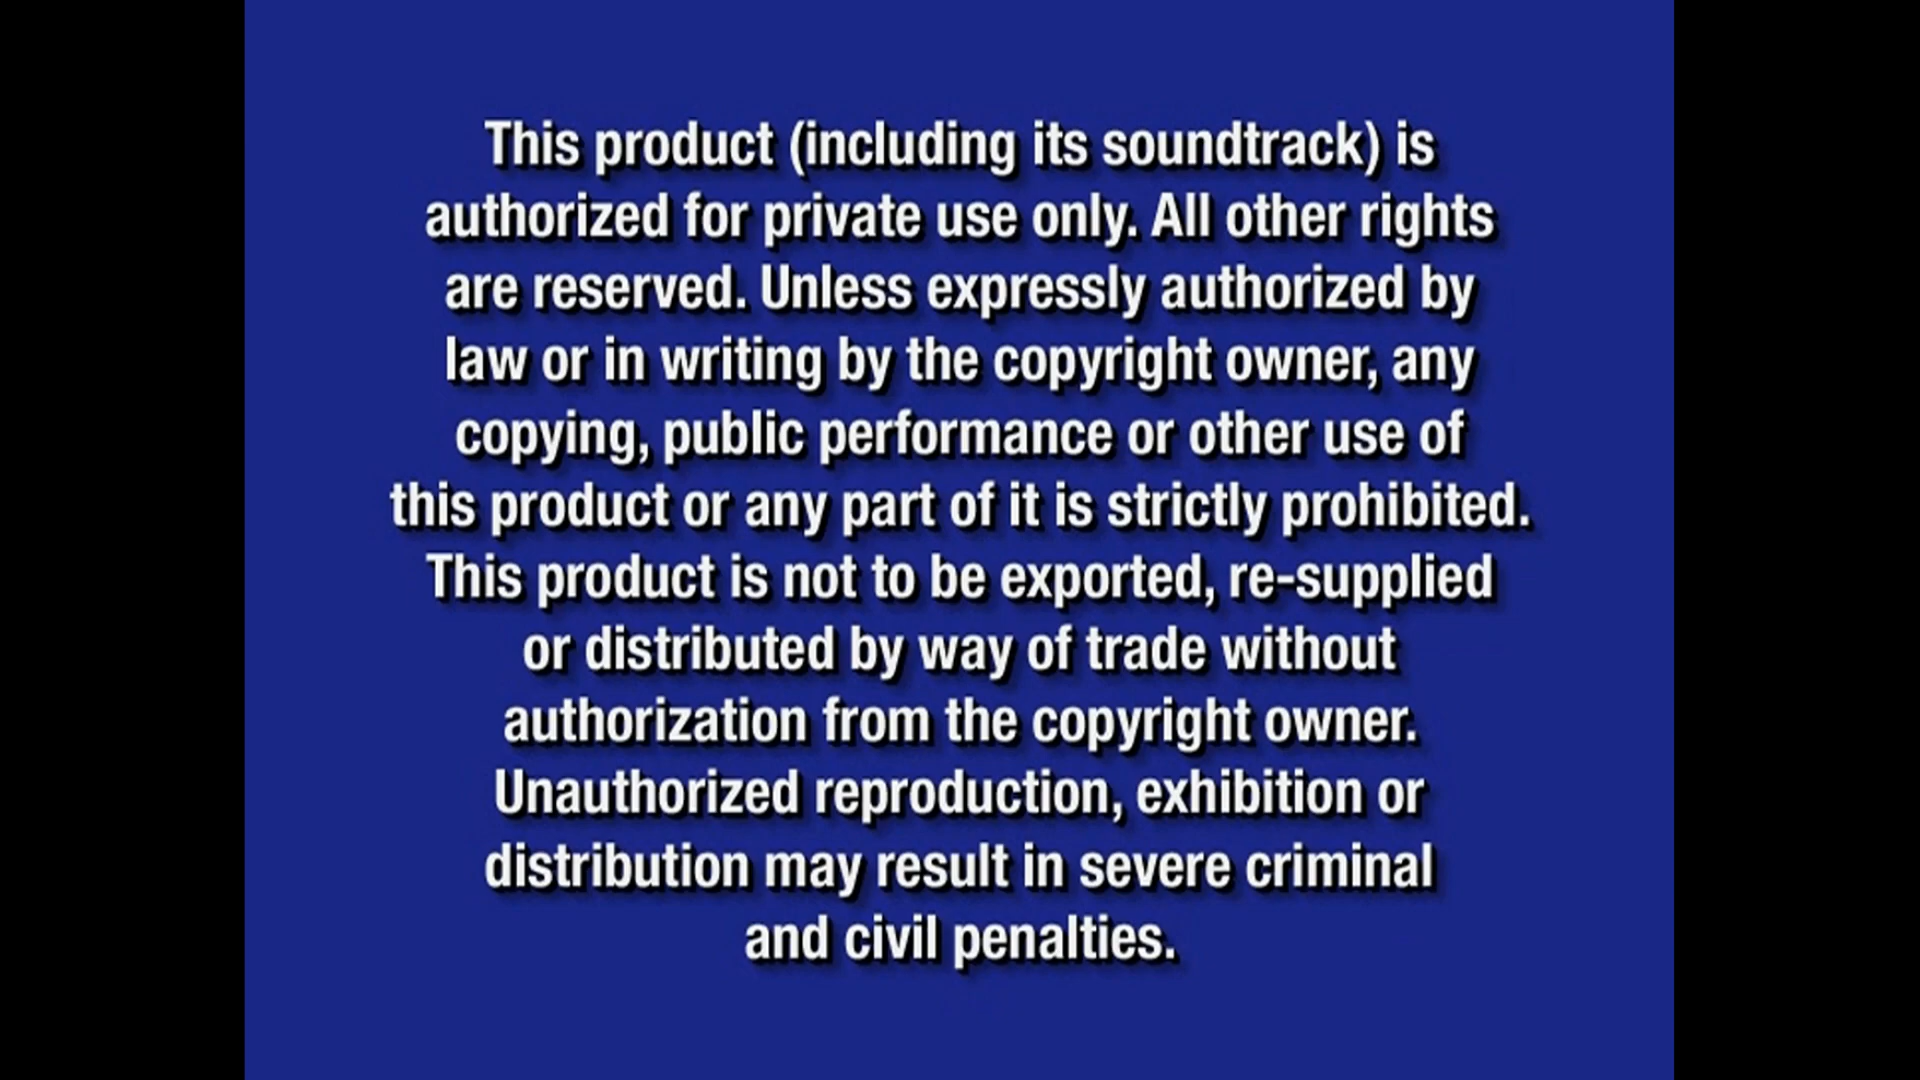 This product (including its soundtrack) is
authorized for private use only. All other rights
are reserved. Unless expressly authorized by
law or in writing by the copyright owner, any
copying, public performance or other use of
this product or any part of it is strictly prohibited.
This product is not to be exported, re-supplied
or distributed by way of trade without
authorization from the copyright owner.
Unauthorized reproduction, exhibition or
distribution may result in severe criminal
and civil penalties.